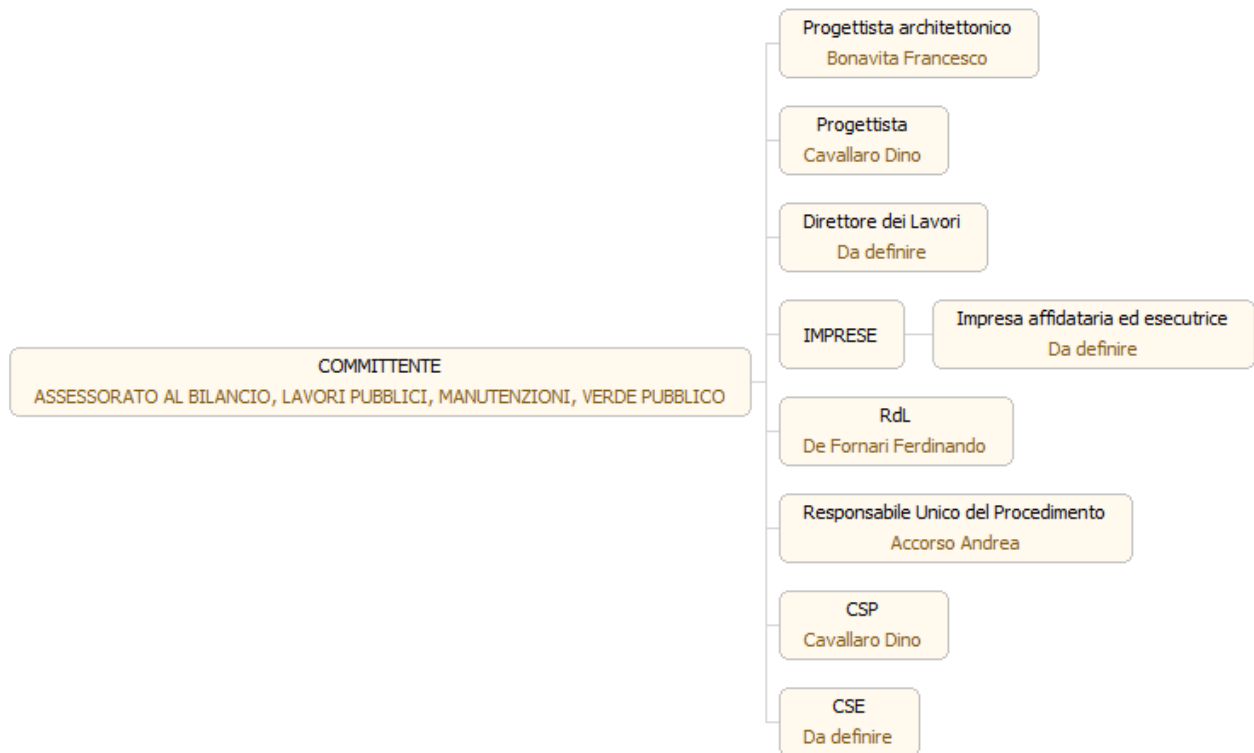 Progettista architettonico
Bonavita Francesco
Progettista
Cavallaro Dino
Direttore dei Lavori
Da definire
IMPRESE
Impresa affidataria ed esecutrice
Da definire
COMMITTENTE
ASSESSORATO AL BILANCIO, LAVORI PUBBLICI, MANUTENZIONI, VERDE PUBBLICO
RdL
De Fornari Ferdinando
Responsabile Unico del Procedimento
Accorso Andrea
CSP
Cavallaro Dino
CSE
Da definire